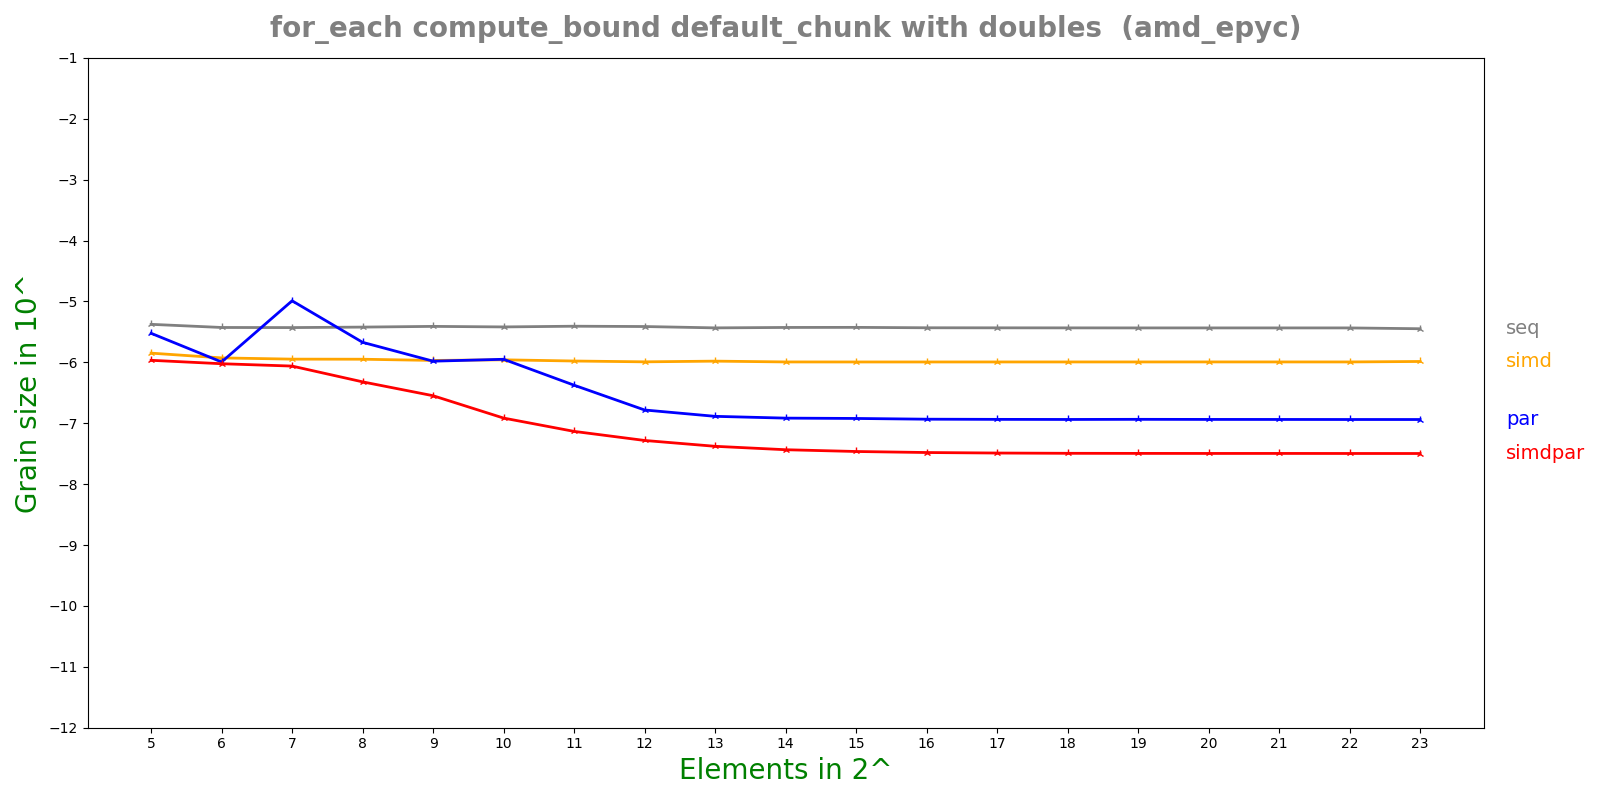 for_each compute_bound default_chunk with doubles  (amd_epyc)
Grain size in 10^
−1
−2
−3
−4
−5
−6
−7
−8
−9
−10
−11
−12
seq
simd
par
simdpar
5 6 7 8 9 10 11 12 13 14 15 16 17 18 19 20 21 22 23
Elements in 2^